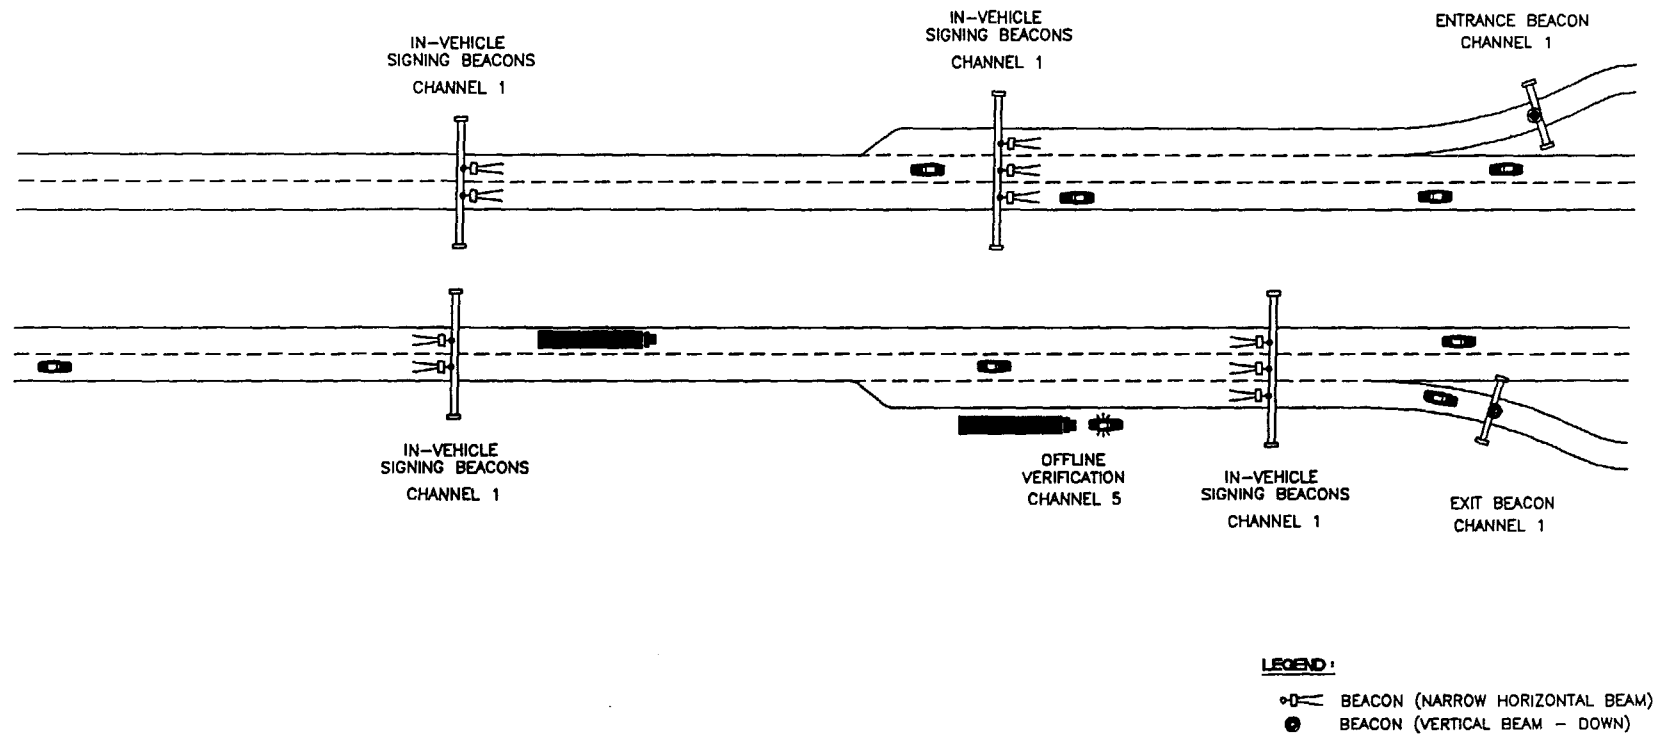 IN-VEHICLE
SIGNING BEACONS
CHANNEL 1
IN-VEHICLE
SIGNING BEACONS
CHANNEL 1
ENTRANCE BEACON
CHANNEL 1
IN-VEHICLE
SIGNING BEACONS
CHANNEL 1
OFFLINE
VERIFICATION
CHANNEL 5
IN-VEHICLE
SIGNING BEACONS
CHANNEL 1
EXIT BEACON
CHANNEL 1
LEGEND:
BEACON (NARROW HORIZONTAL BEAM)
BEACON (VERTICAL BEAM - DOWN)